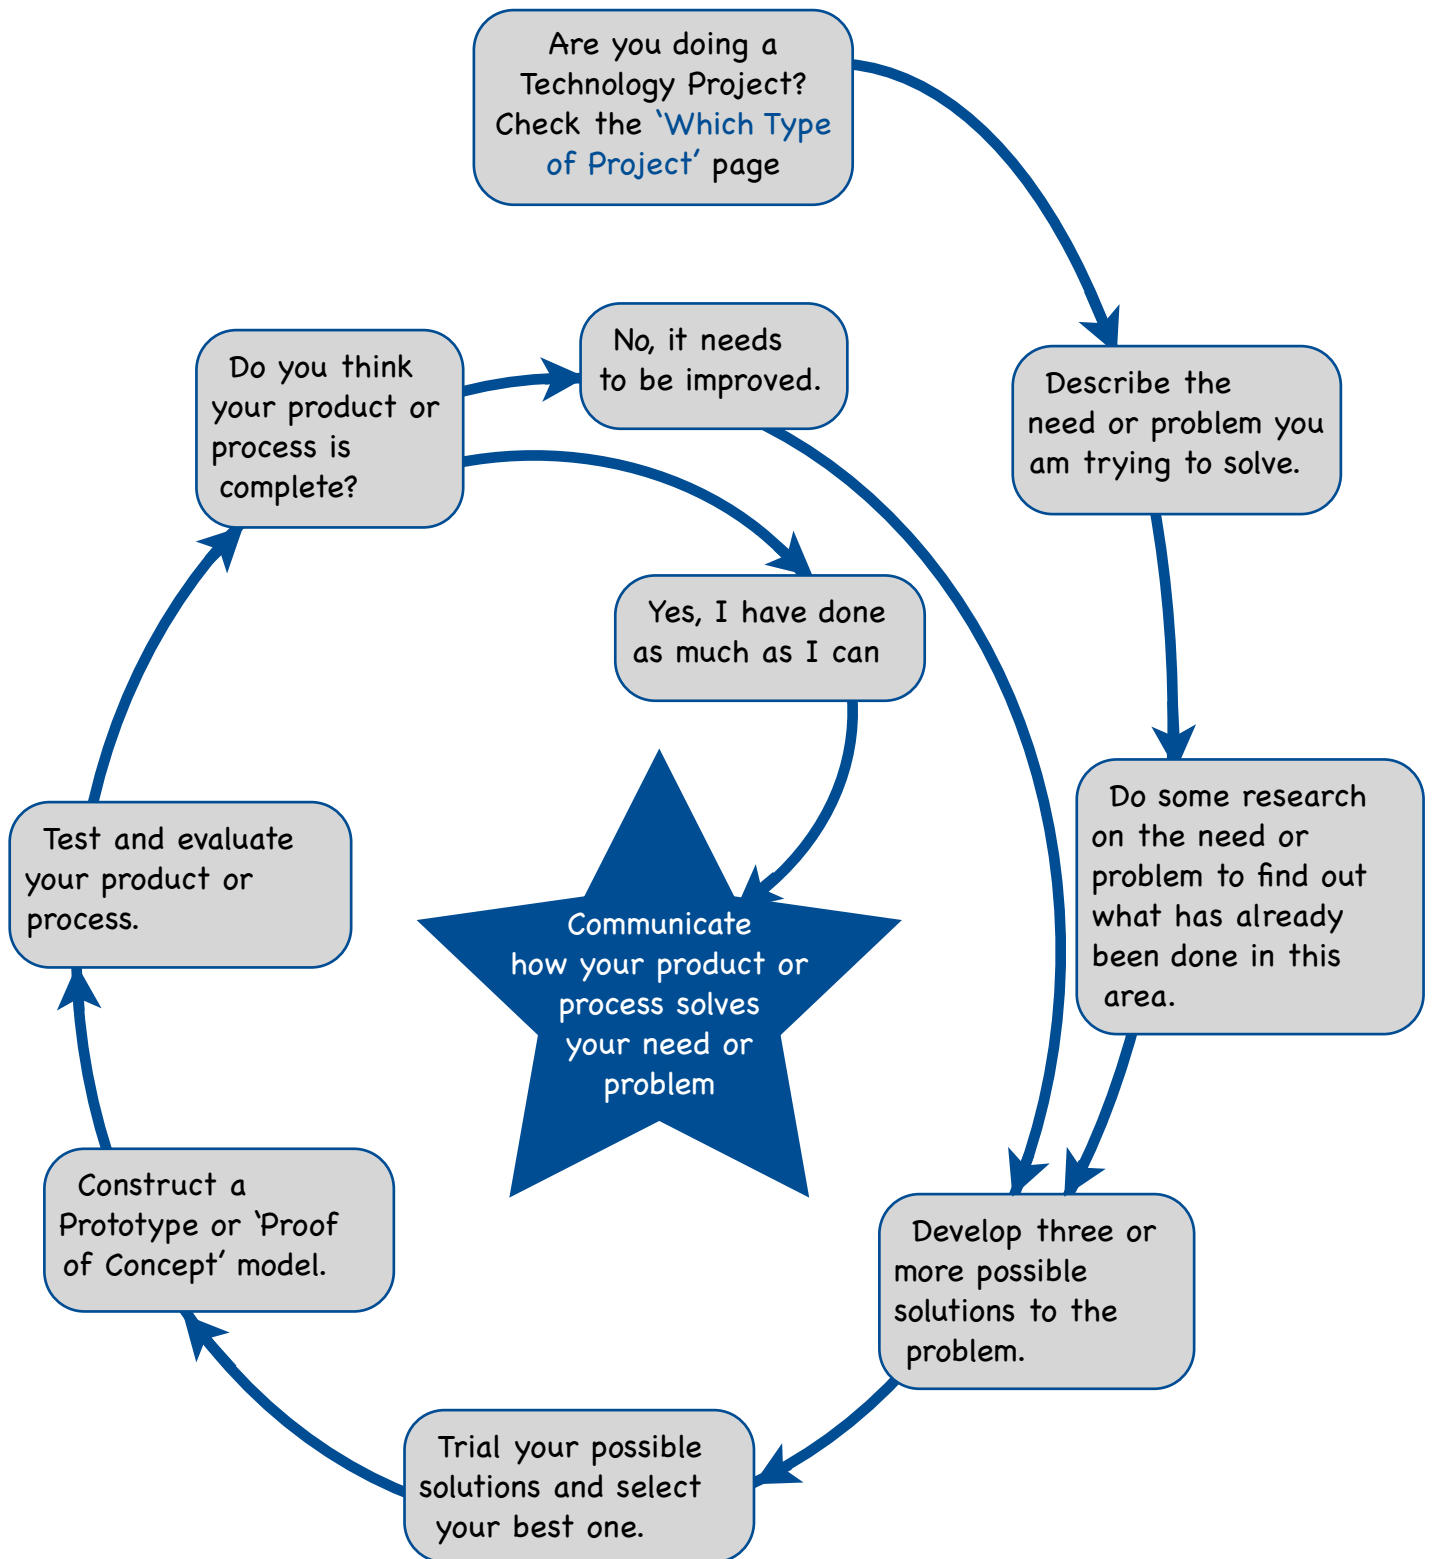 Are you doing a
Technology Project?
Check the ‘Which Type
of Project’ page
Describe the
need or problem you
am trying to solve.
Do some research
on the need or
problem to find out
what has already
been done in this
area.
Develop three or
more possible
solutions to the
problem.
Trial your possible
solutions and select
your best one.
Construct a
Prototype or ‘Proof
of Concept’ model.
Test and evaluate
your product or
process.
Do you think
your product or
process is
complete?
No, it needs
to be improved.
Yes, I have done
as much as I can
Communicate
how your product or
process solves
your need or
problem